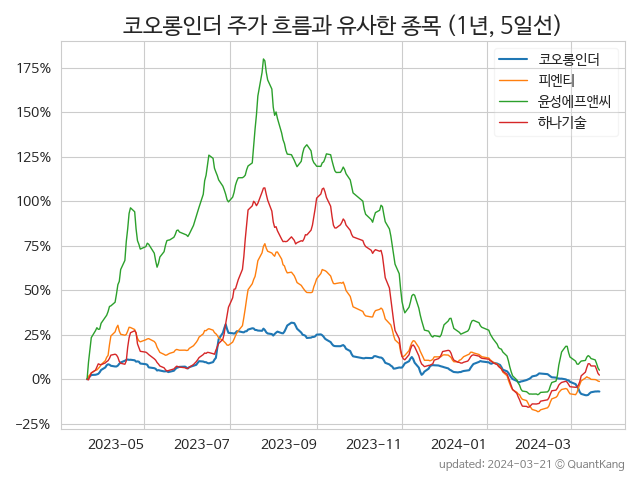 코오롱인더 주가 흐름과 유사한 종목 (1년, 5일선)
코오롱인더
피엔티
윤성에프앤씨
하나기술
175%
150%
125%
100%
75%
50%
25%
0%
−25%
2023-05 2023-07 2023-09 2023-11 2024-01 2024-03
updated: 2024-03-21 © QuantKang